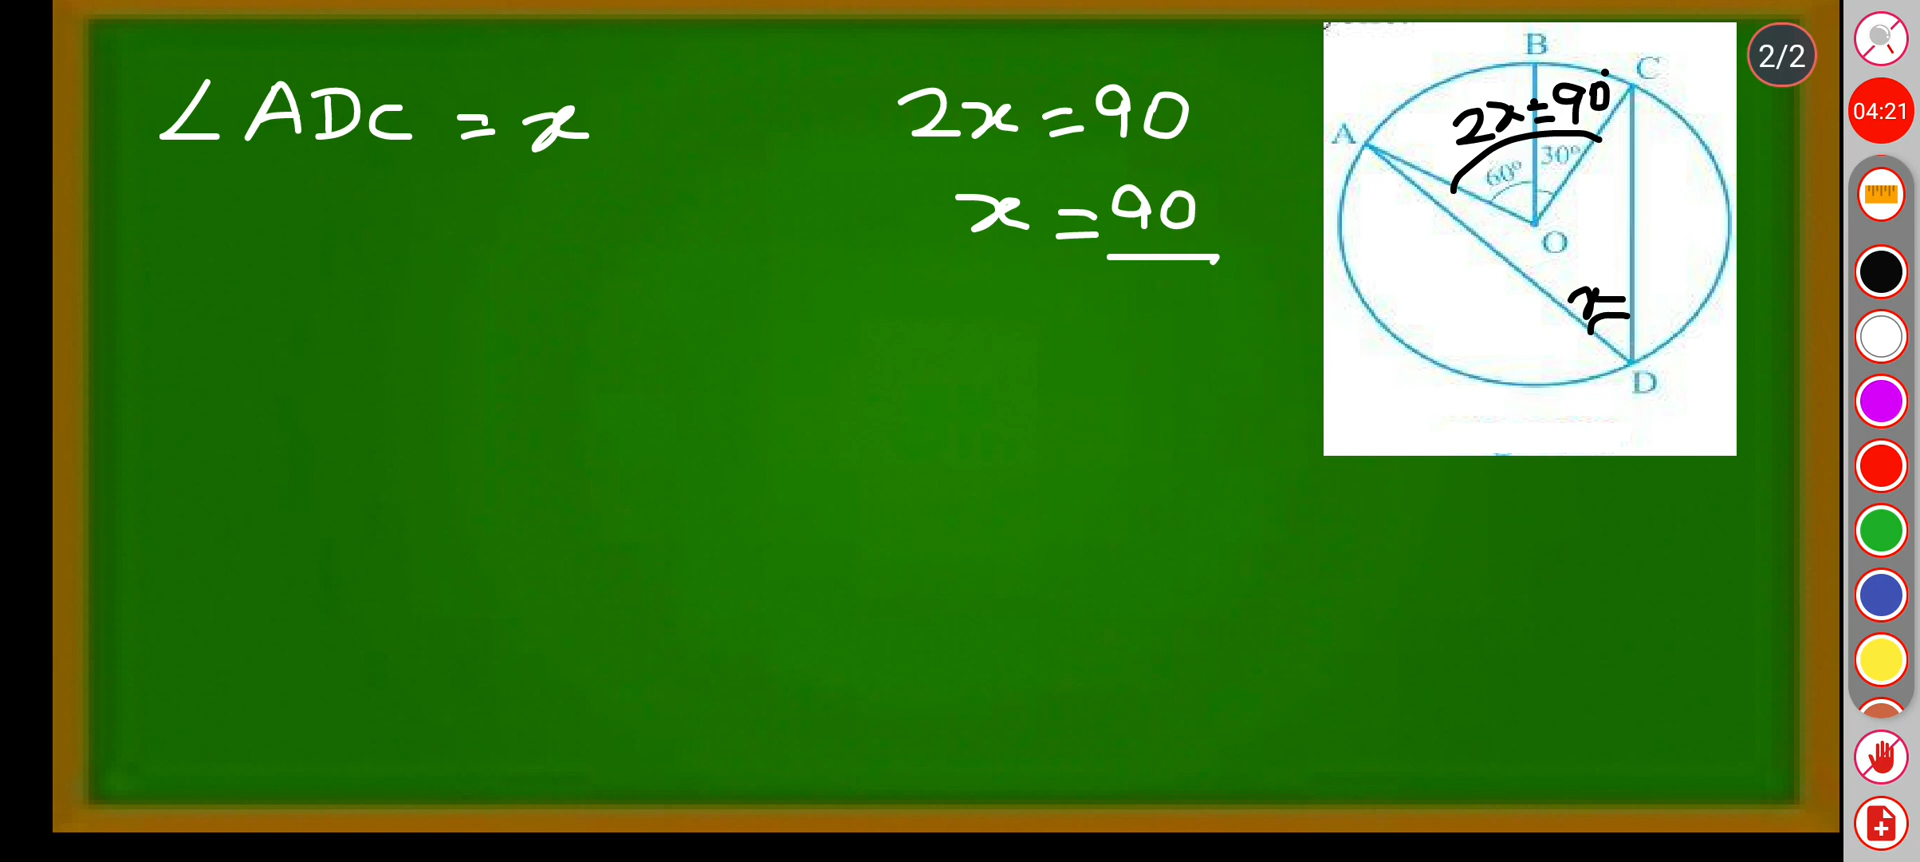 ∠ADC = x
2x = 90
x = 90
B
C
2x = 90°
A
60° 30°
O
x
D
2/2
04:21